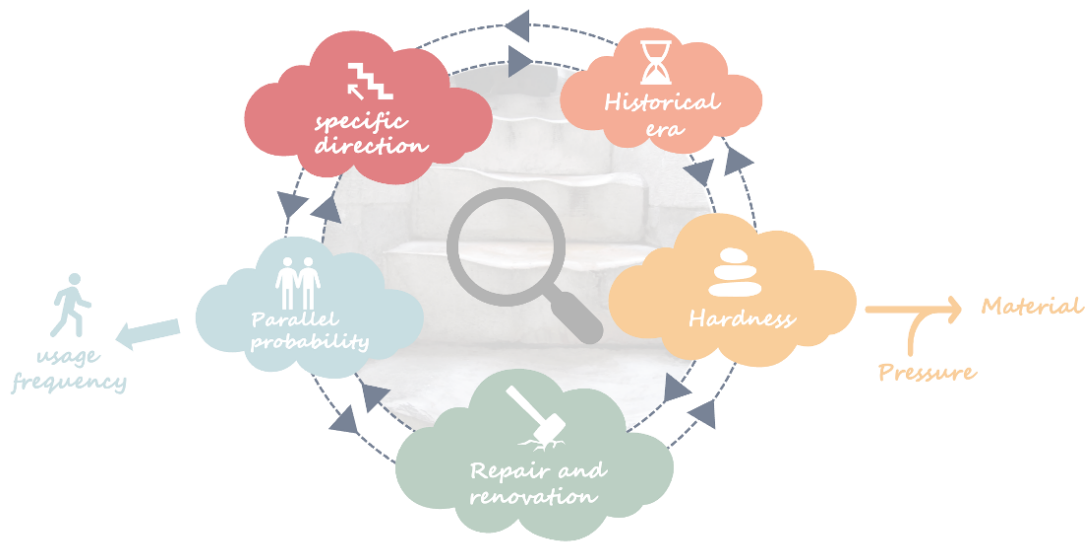 specific
direction
Historical
era
Parallel
probability
Hardness
Material
Pressure
usage
frequency
Repair and
renovation